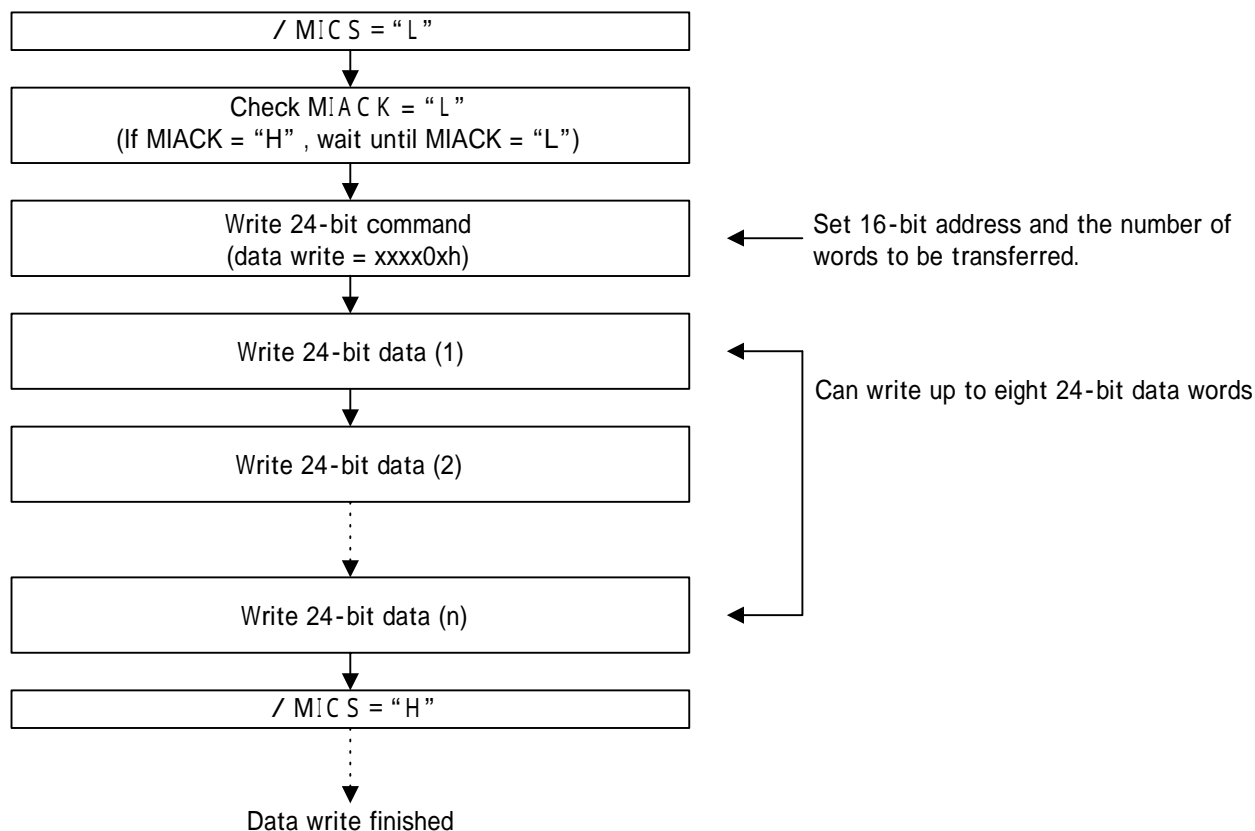 / MICS = “L”
Check MIACK = “L”
(If MIACK = “H” , wait until MIACK = “L”)
Write 24-bit command
(data write = xxxx0xh)
Set 16-bit address and the number of
words to be transferred.
Write 24-bit data (1)
Can write up to eight 24-bit data words
Write 24-bit data (2)
Write 24-bit data (n)
/ MICS = “H”
Data write finished